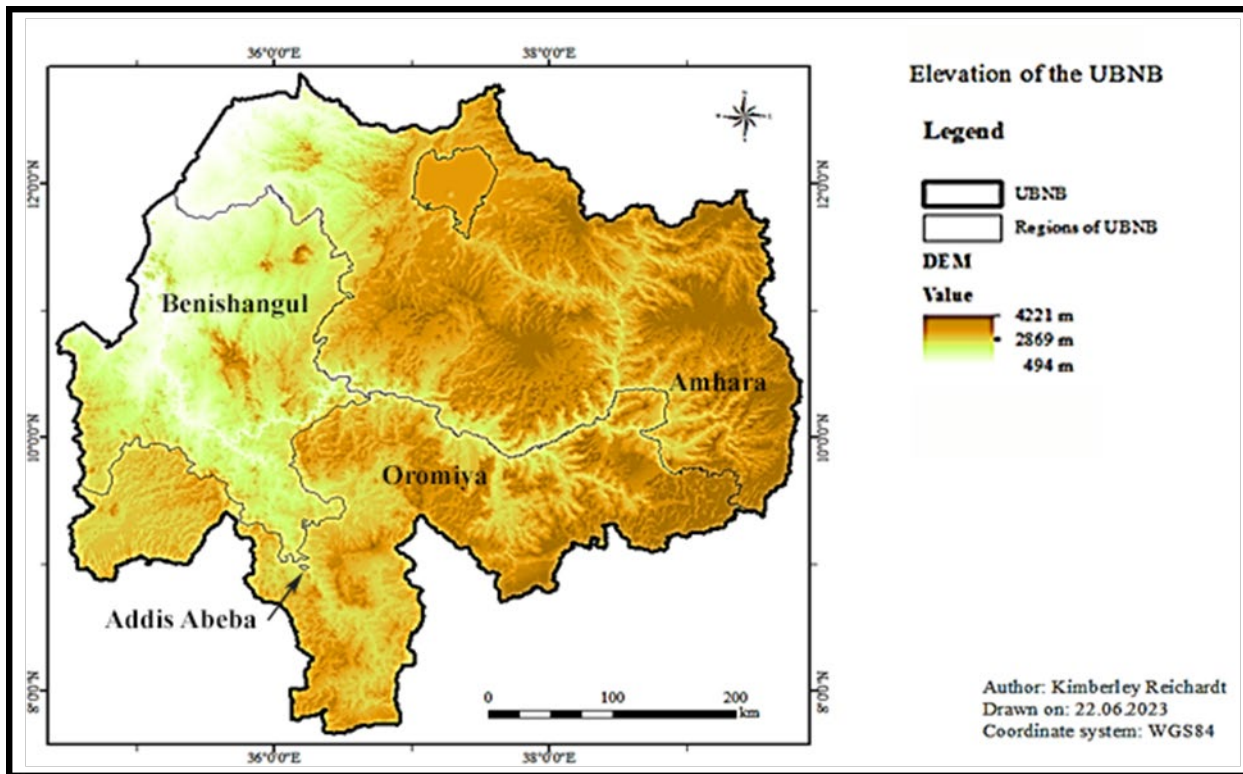 36°0'0"E
38°0'0"E
Elevation of the UBNB
Legend
UBNB
Regions of UBNB
DEM
Value
4221 m
2869 m
494 m
12°0'0"N
12°0'0"N
Benishangul
Amhara
10°0'0"N
10°0'0"N
Oromiya
Addis Abeba
8°0'0"N
8°0'0"N
0 100 200
km
36°0'0"E
38°0'0"E
Author: Kimberley Reichardt
Drawn on: 22.06.2023
Coordinate system: WGS84